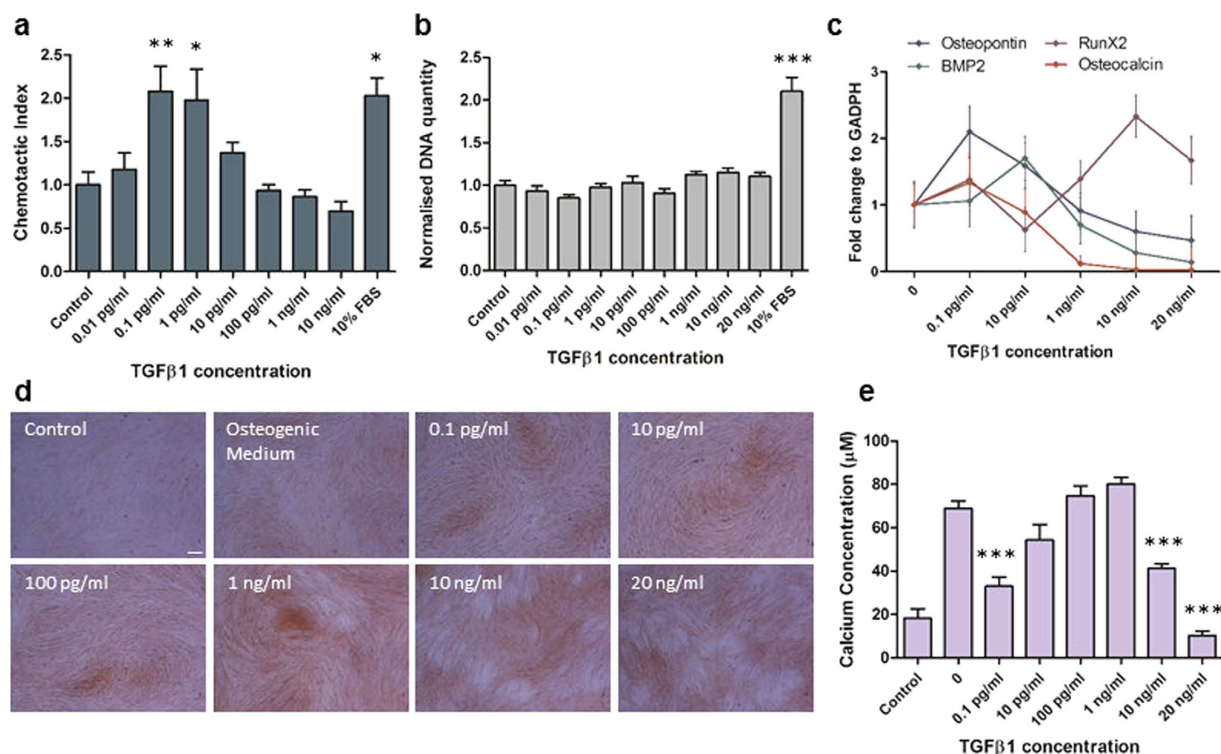 a
**
*
*
Chemotactic Index
2.5
2.0
1.5
1.0
0.5
0.0
Control
0.01 pg/ml
0.1 pg/ml
1 pg/ml
10 pg/ml
100 pg/ml
1 ng/ml
10 ng/ml
10% FBS
TGFβ1 concentration
b
***
Normalised DNA quantity
2.5
2.0
1.5
1.0
0.5
0.0
Control
0.01 pg/ml
0.1 pg/ml
1 pg/ml
10 pg/ml
100 pg/ml
1 ng/ml
10 ng/ml
20 ng/ml
10% FBS
TGFβ1 concentration
c
Osteopontin
RunX2
BMP2
Osteocalcin
Fold change to GADPH
3
2
1
0
0
0.1 pg/ml
10 pg/ml
1 ng/ml
10 ng/ml
20 ng/ml
TGFβ1 concentration
d
Control
Osteogenic
Medium
0.1 pg/ml
10 pg/ml
100 pg/ml
1 ng/ml
10 ng/ml
20 ng/ml
e
Calcium Concentration (μM)
100
80
60
40
20
0
***
***
***
Control
0
0.1 pg/ml
10 pg/ml
100 pg/ml
1 ng/ml
10 ng/ml
20 ng/ml
TGFβ1 concentration